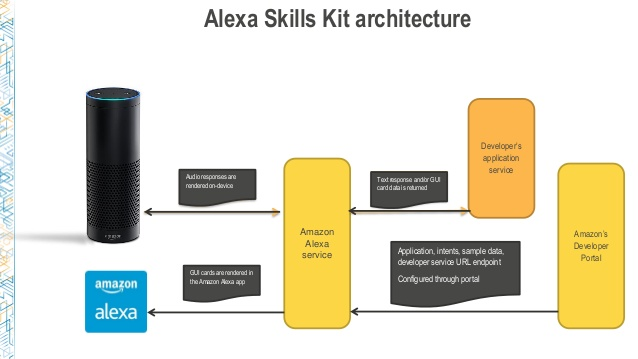 Alexa Skills Kit architecture
Developer's
application
service
Audio responses are
rendered on-device
Text response and/or GUI
card data is returned
Amazon
Alexa
service
Amazon's
Developer
Portal
Application, intents, sample data,
developer service URL endpoint
Configured through portal
GUI cards are rendered in
the Amazon Alexa app
amazon
alexa